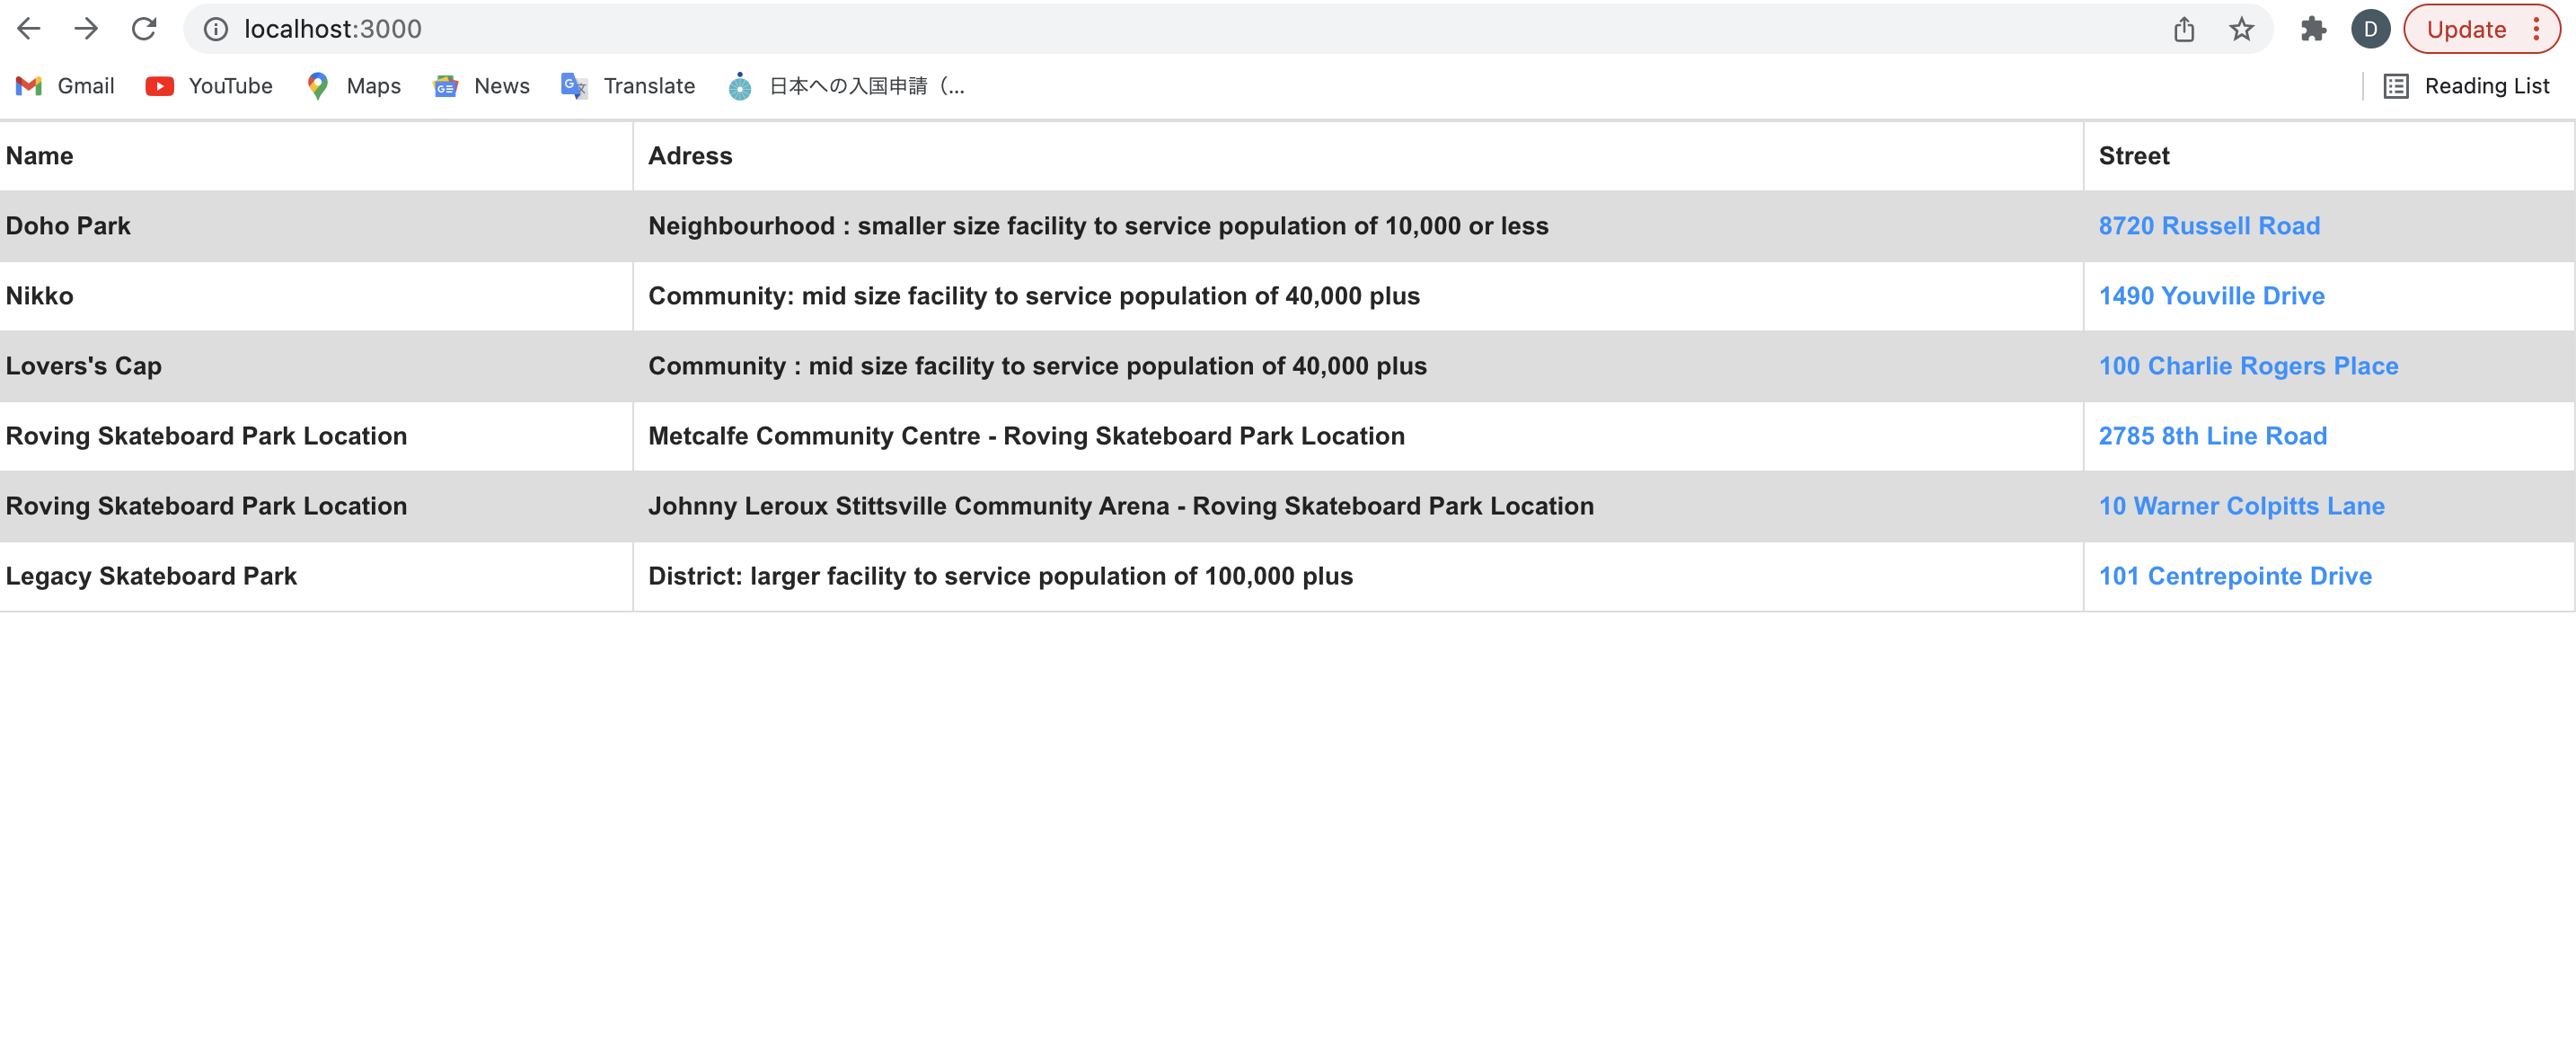 localhost:3000
D
Update
Gmail YouTube Maps News Translate 日本への入国申請（... Reading List
Name Adress Street
Doho Park Neighbourhood : smaller size facility to service population of 10,000 or less 8720 Russell Road
Nikko Community: mid size facility to service population of 40,000 plus 1490 Youville Drive
Lovers's Cap Community : mid size facility to service population of 40,000 plus 100 Charlie Rogers Place
Roving Skateboard Park Location Metcalfe Community Centre - Roving Skateboard Park Location 2785 8th Line Road
Roving Skateboard Park Location Johnny Leroux Stittsville Community Arena - Roving Skateboard Park Location 10 Warner Colpitts Lane
Legacy Skateboard Park District: larger facility to service population of 100,000 plus 101 Centrepointe Drive